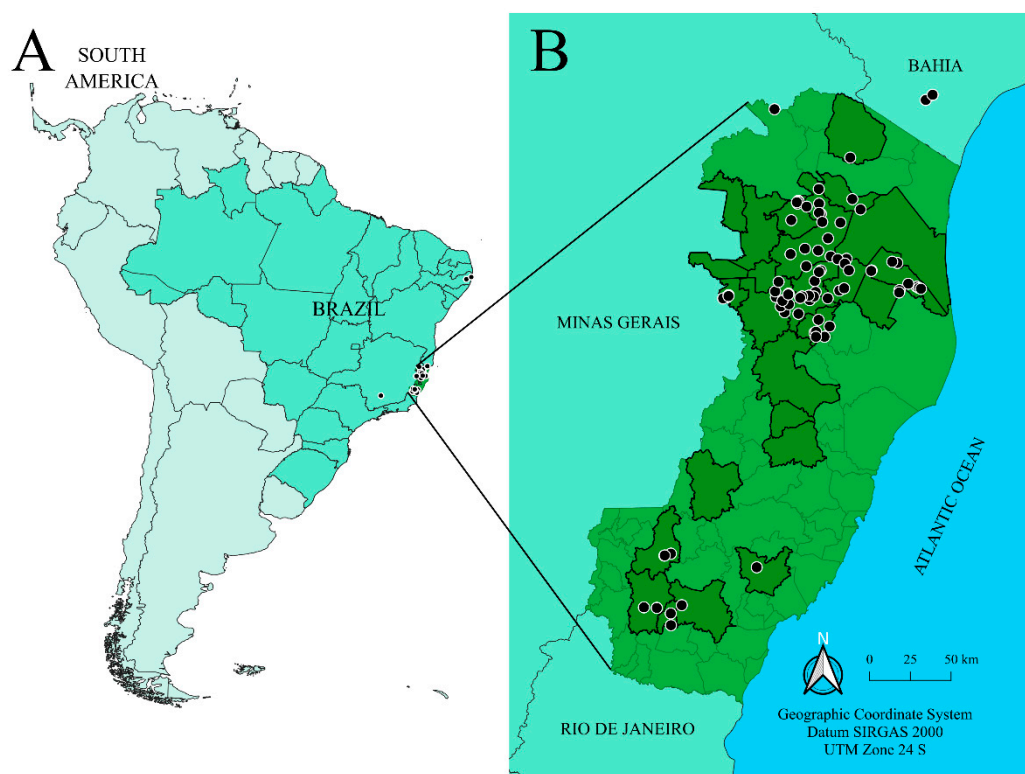 A
SOUTH
AMERICA
BRAZIL
B
BAHIA
MINAS GERAIS
ATLANTIC OCEAN
RIO DE JANEIRO
N
0 25 50 km
Geographic Coordinate System
Datum SIRGAS 2000
UTM Zone 24 S